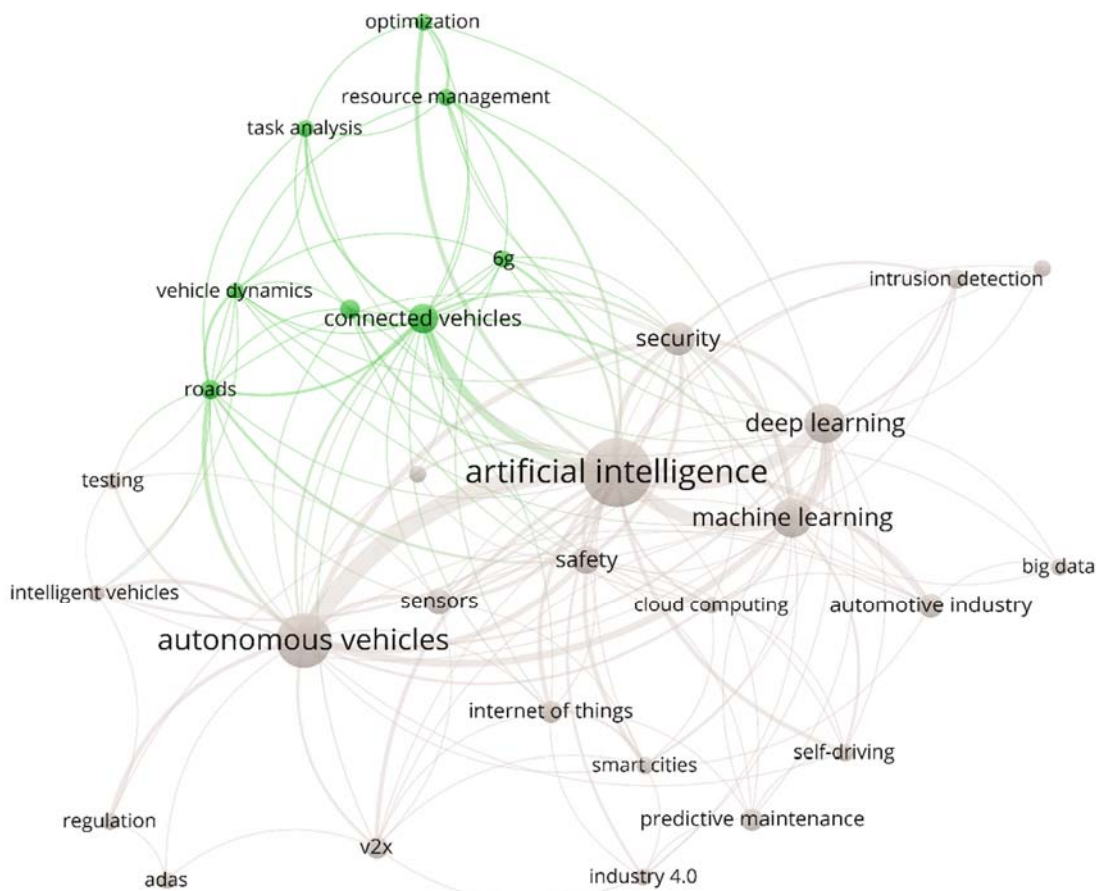 optimization
resource management
task analysis
6g
vehicle dynamics
connected vehicles
intrusion detection
security
roads
deep learning
testing
artificial intelligence
machine learning
safety
big data
intelligent vehicles
sensors
cloud computing
automotive industry
autonomous vehicles
internet of things
self-driving
smart cities
regulation
predictive maintenance
v2x
adas
industry 4.0